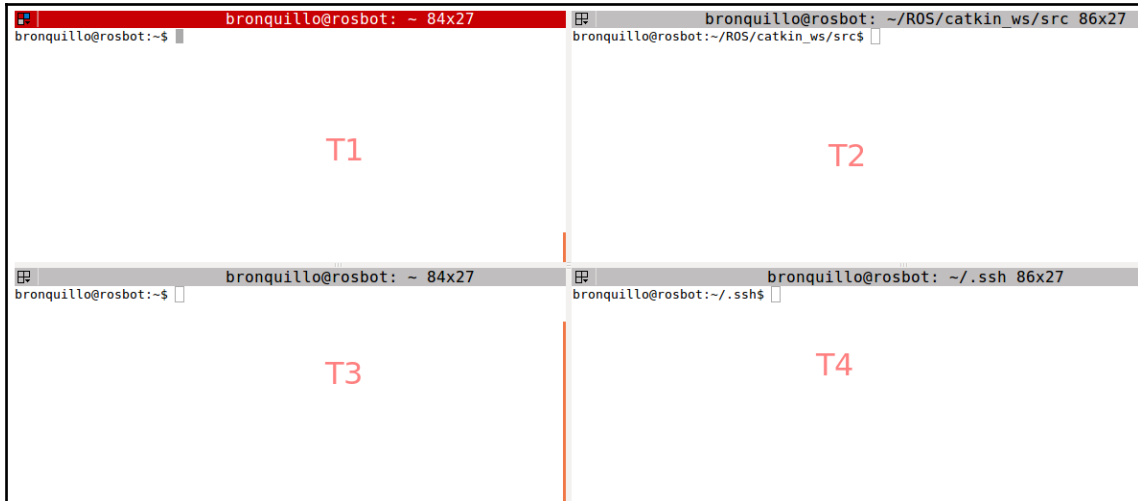 bronquillo@rosbot: ~ 84x27
bronquillo@rosbot:~$
T1
bronquillo@rosbot: ~/ROS/catkin_ws/src 86x27
bronquillo@rosbot:~/ROS/catkin_ws/src$
T2
bronquillo@rosbot: ~ 84x27
bronquillo@rosbot:~$
T3
bronquillo@rosbot: ~/.ssh 86x27
bronquillo@rosbot:~/.ssh$
T4